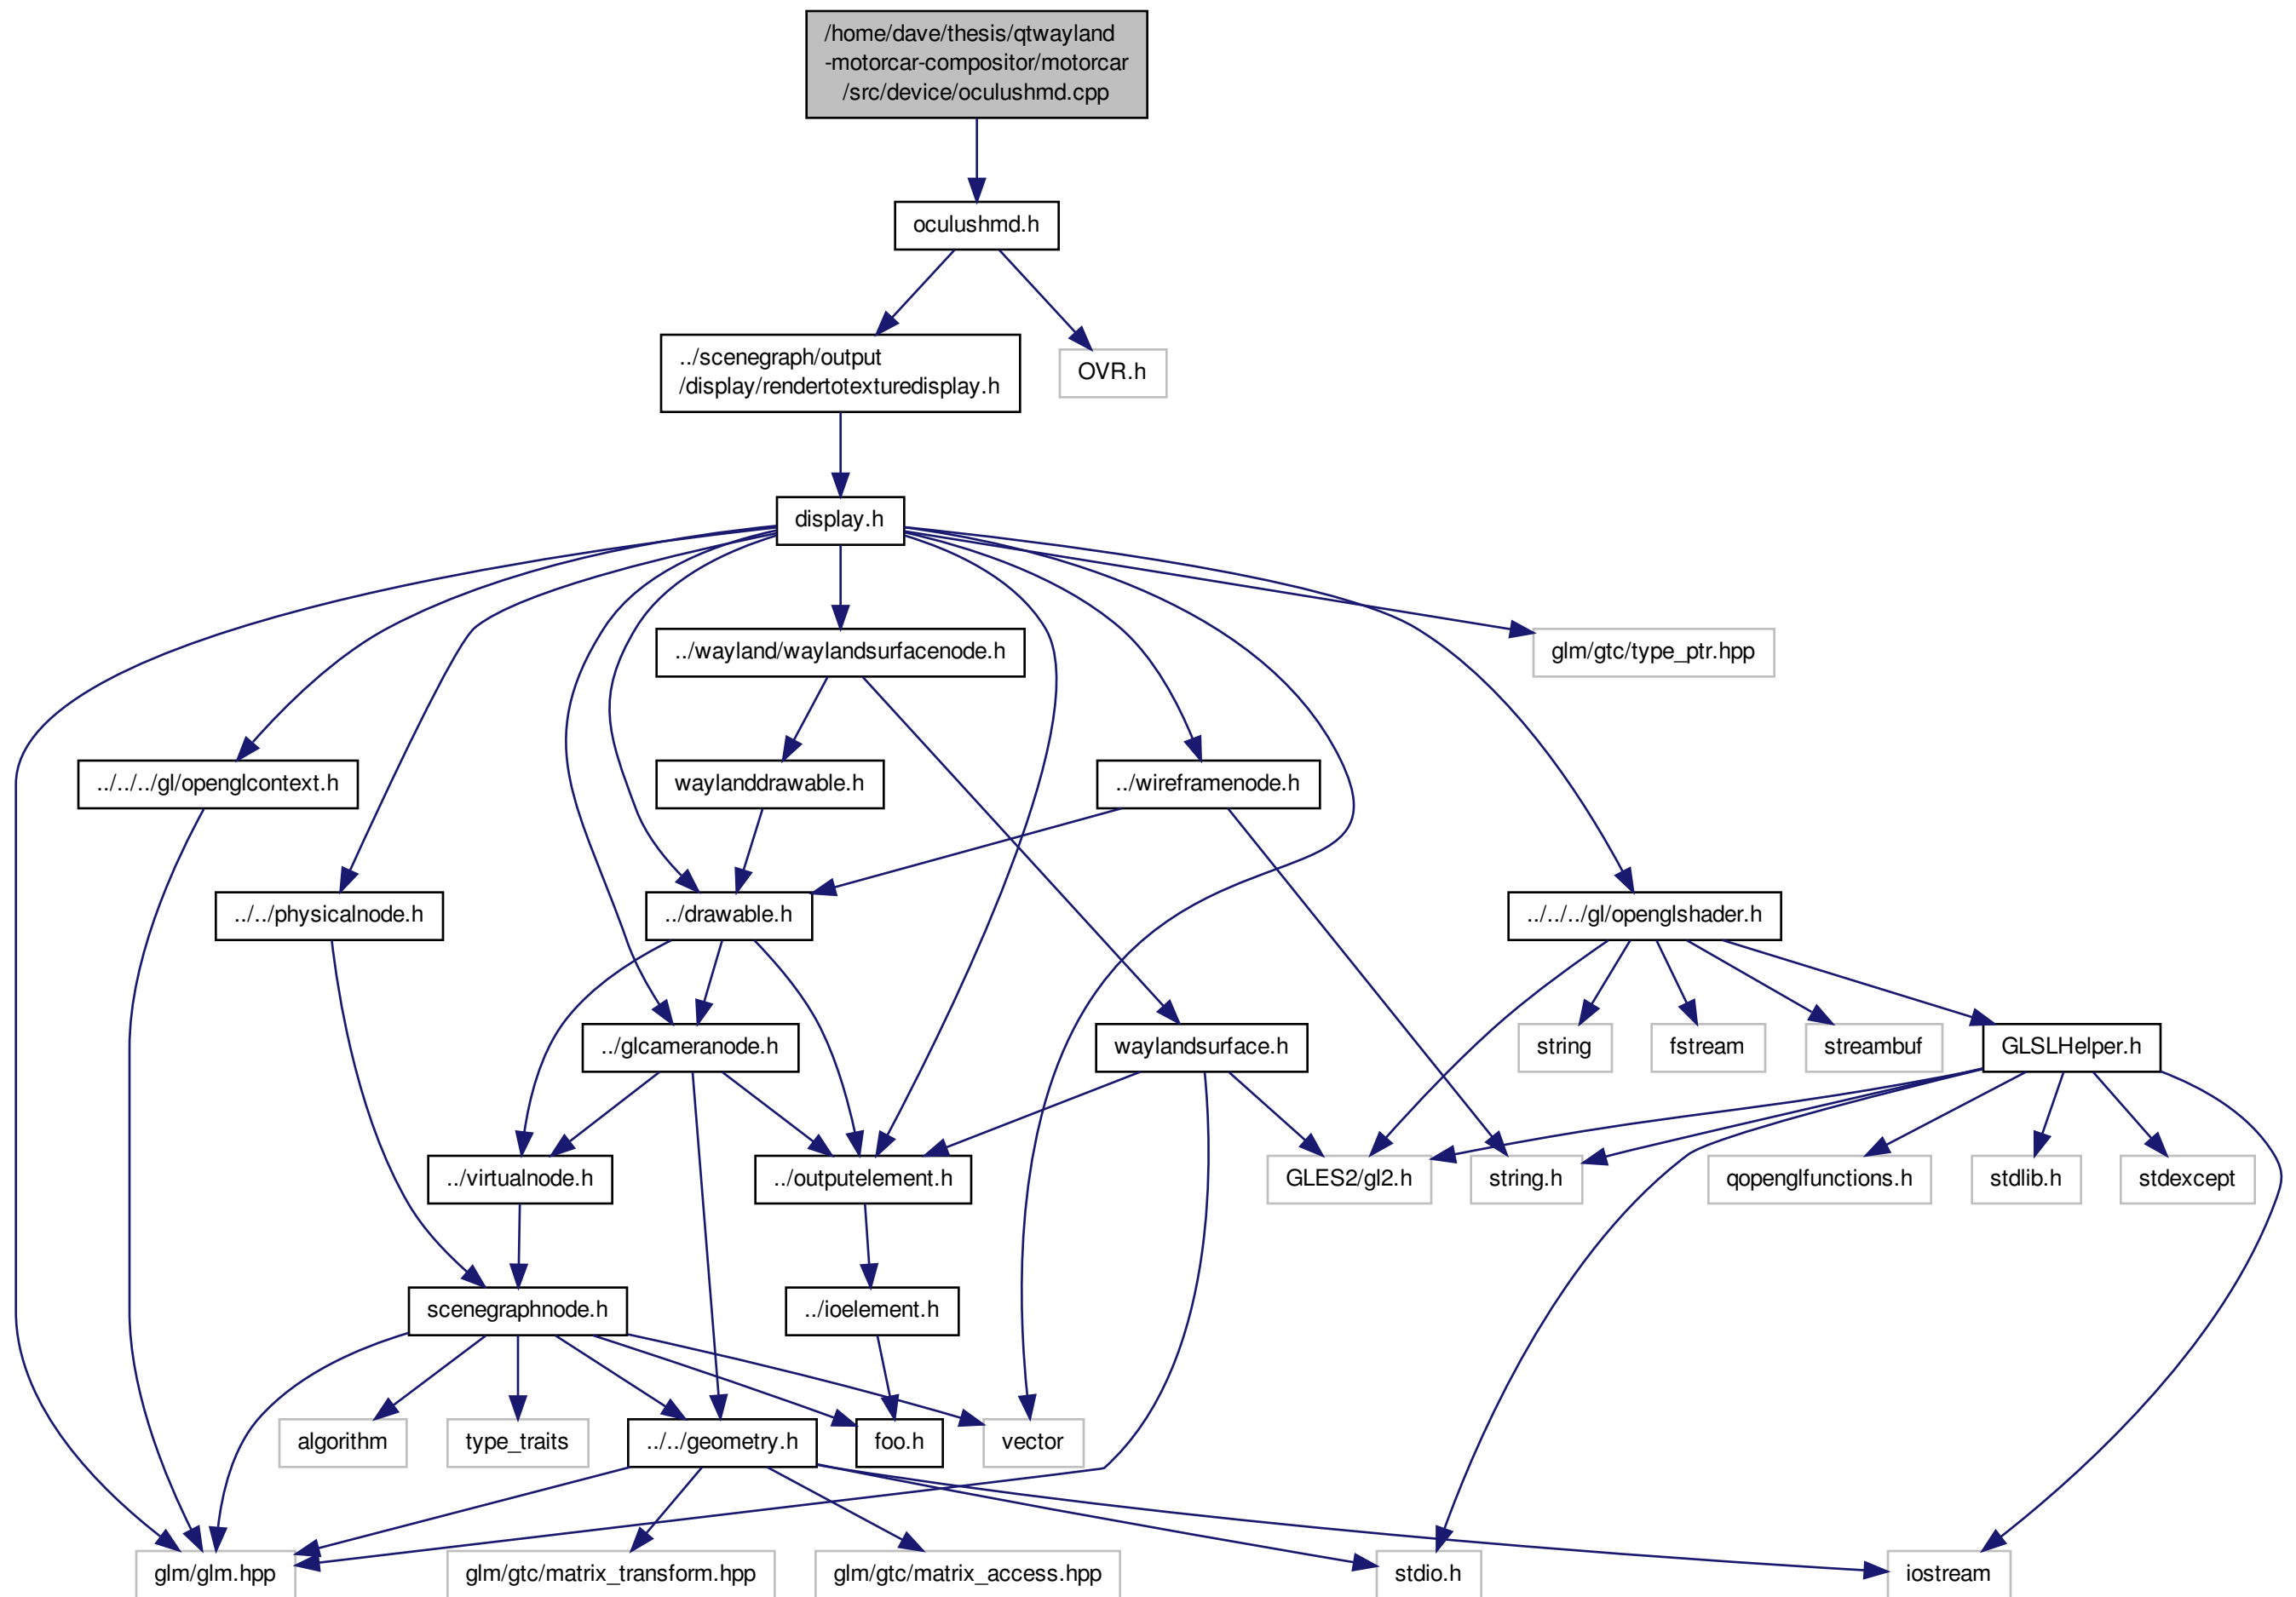 /home/dave/thesis/qtwayland
-motorcar-compositor/motorcar
/src/device/oculushmd.cpp
oculushmd.h
../scenegraph/output
/display/rendertotexturedisplay.h
OVR.h
display.h
../wayland/waylandsurfacenode.h
glm/gtc/type_ptr.hpp
../../../gl/openglcontext.h
waylanddrawable.h
../wireframenode.h
../../physicalnode.h
../drawable.h
../../../gl/openglshader.h
../glcameranode.h
waylandsurface.h
string
fstream
streambuf
GLSLHelper.h
../virtualnode.h
../outputelement.h
GLES2/gl2.h
string.h
qopenglfunctions.h
stdlib.h
stdexcept
scenegraphnode.h
../ioelement.h
algorithm
type_traits
../../geometry.h
foo.h
vector
glm/glm.hpp
glm/gtc/matrix_transform.hpp
glm/gtc/matrix_access.hpp
stdio.h
iostream